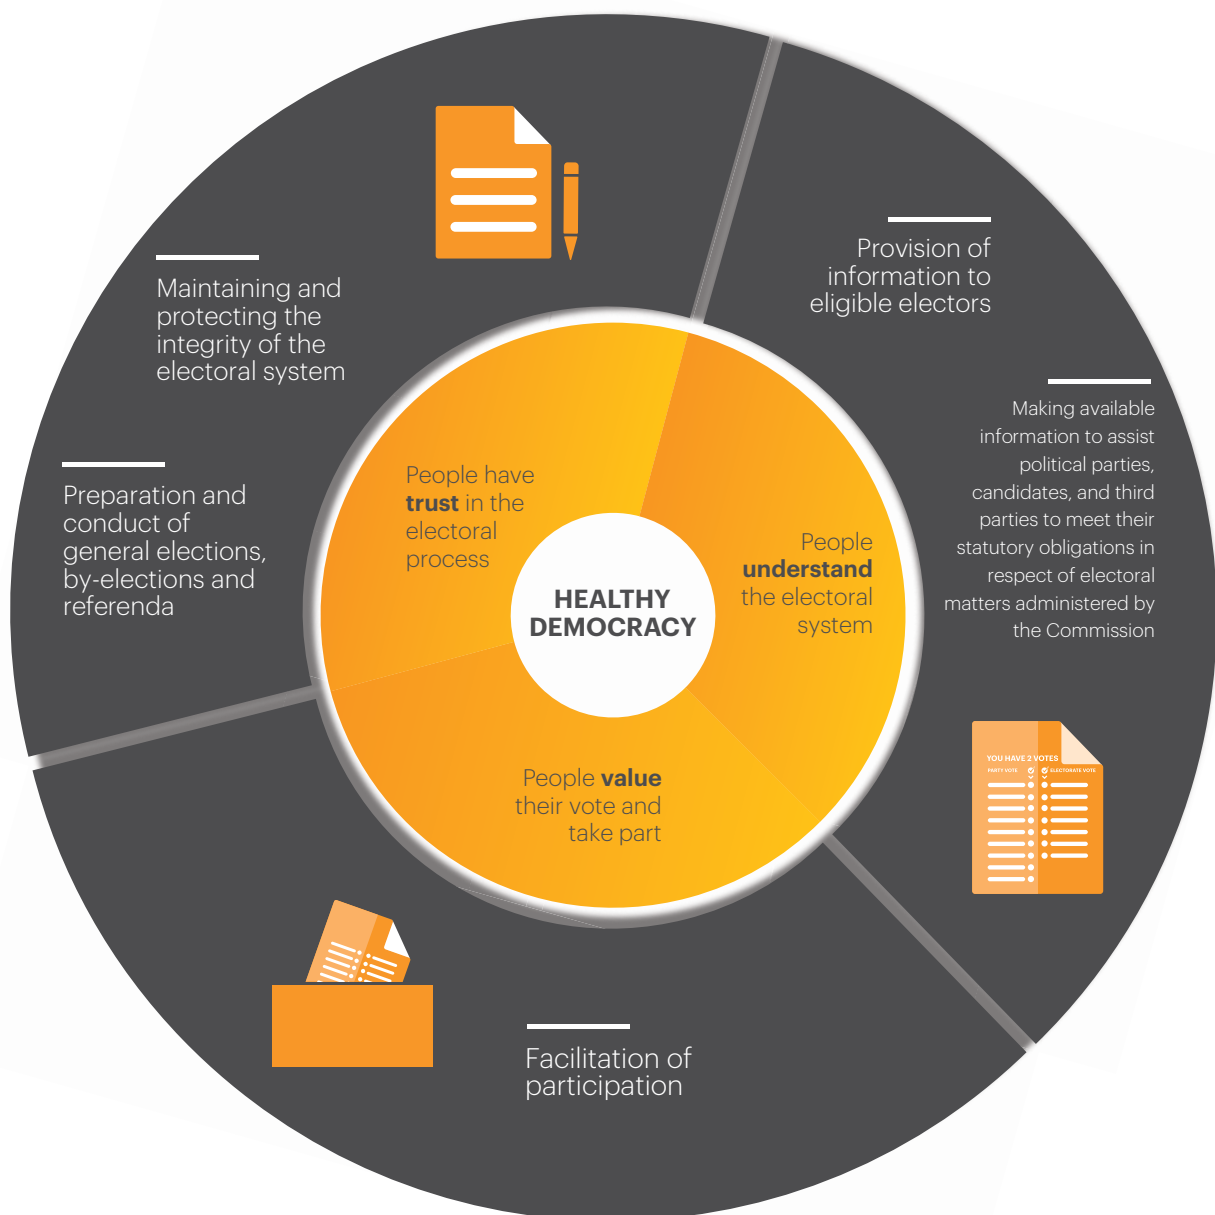 Maintaining and
protecting the
integrity of the
electoral system
Preparation and
conduct of
general elections,
by-elections and
referenda
Provision of
information to
eligible electors
Making available
information to assist
political parties,
candidates, and third
parties to meet their
statutory obligations in
respect of electoral
matters administered by
the Commission
People have
trust in the
electoral
process
People
understand
the electoral
system
HEALTHY
DEMOCRACY
People value
their vote and
take part
YOU HAVE 2 VOTES
PARTY VOTE ELECTORATE VOTE
Facilitation of
participation